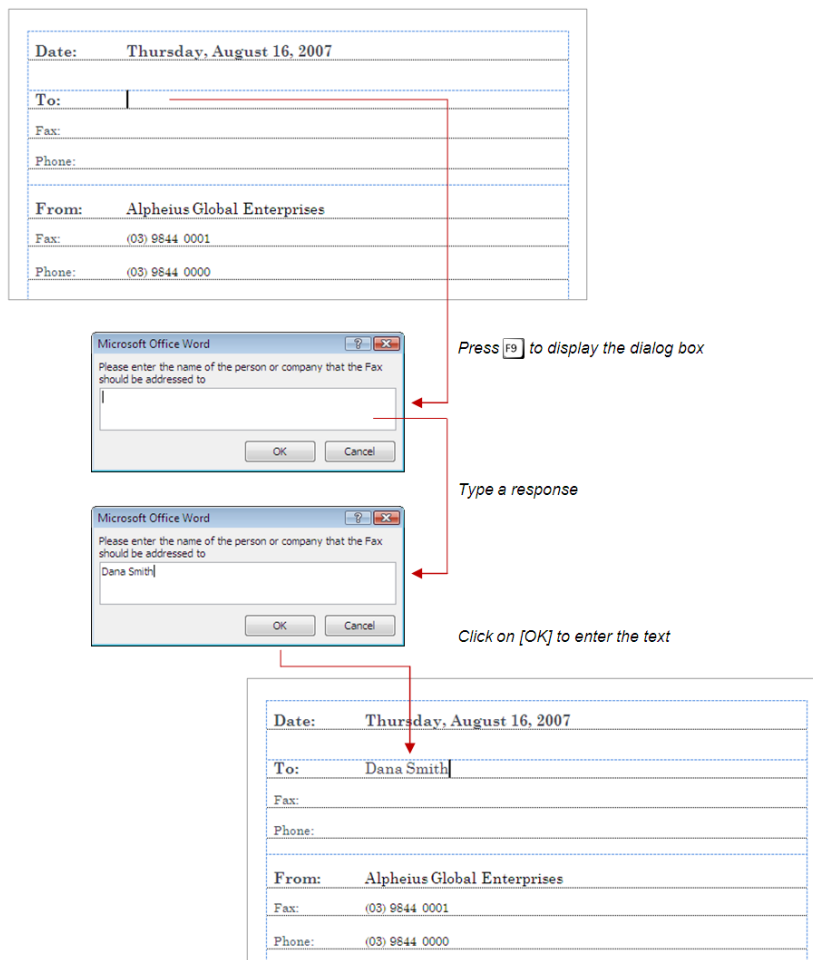 Date: Thursday, August 16, 2007
To:
Fax:
Phone:
From: Alpheius Global Enterprises
Fax: (03) 9844 0001
Phone: (03) 9844 0000
Microsoft Office Word ?
Please enter the name of the person or company that the Fax
should be addressed to
OK Cancel
Press F9 to display the dialog box
Type a response
Microsoft Office Word ?
Please enter the name of the person or company that the Fax
should be addressed to
Dana Smith
OK Cancel
Click on [OK] to enter the text
Date: Thursday, August 16, 2007
To: Dana Smith
Fax:
Phone:
From: Alpheius Global Enterprises
Fax: (03) 9844 0001
Phone: (03) 9844 0000